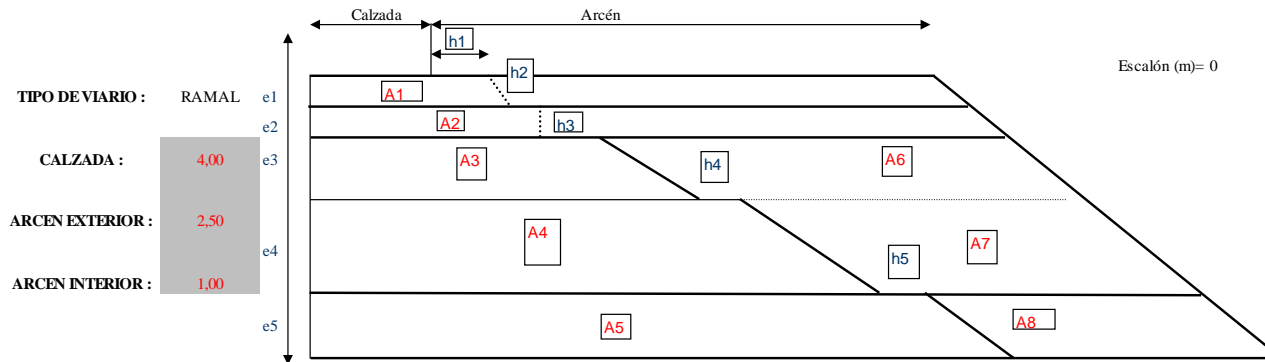 Calzada Arcén
h1
h2
Escalón (m)= 0
TIPO DE VIARIO : RAMAL e1 A1
e2 A2 h3
CALZADA : 4,00 e3 A3 h4 A6
ARCEN EXTERIOR : 2,50
e4 A4 h5 A7
ARCEN INTERIOR : 1,00
e5 A5 A8